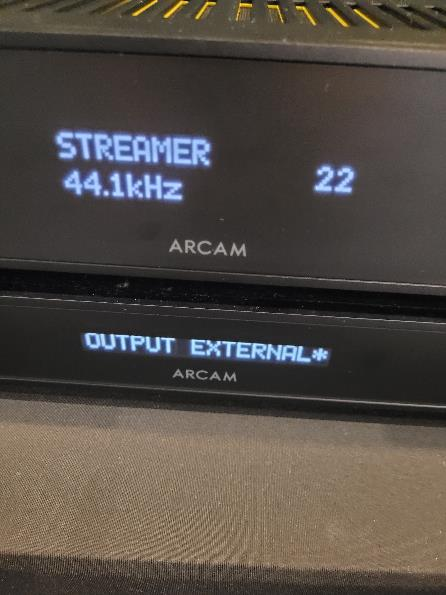 STREAMER
44.1kHz 22
ARCAM
OUTPUT EXTERNAL*
ARCAM